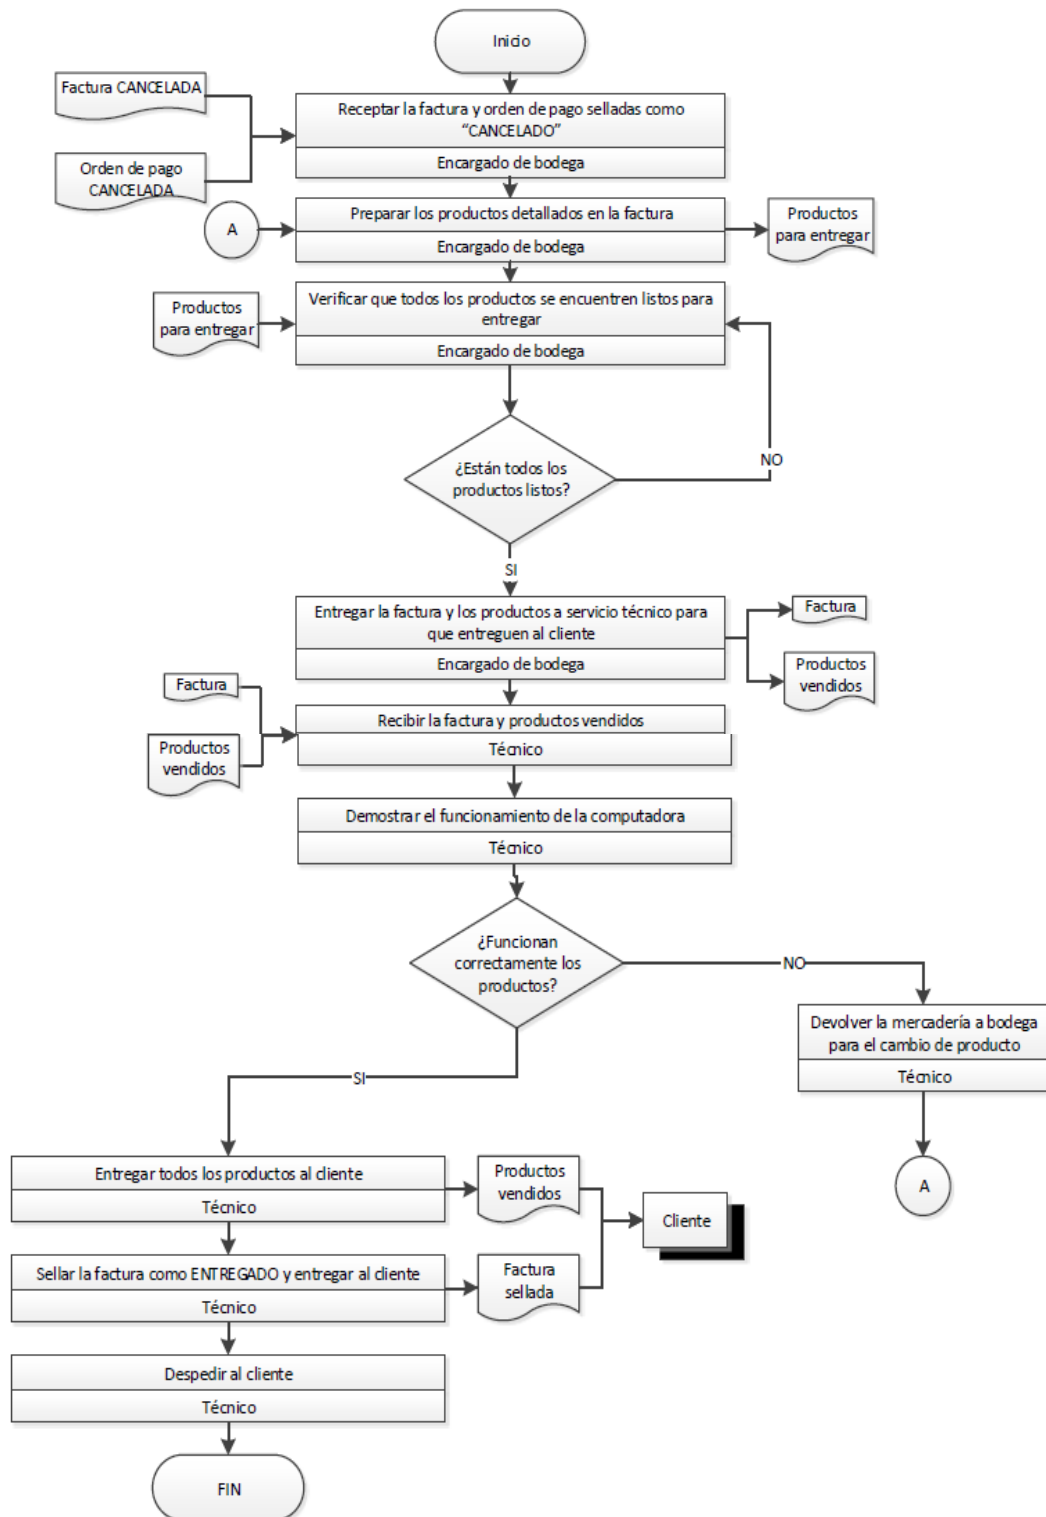 Inicio
Factura CANCELADA
Receptar la factura y orden de pago selladas como
“CANCELADO”
Orden de pago
CANCELADA
Encargado de bodega
A
Preparar los productos detallados en la factura
Encargado de bodega
Productos
para entregar
Productos
para entregar
Verificar que todos los productos se encuentren listos para
entregar
Encargado de bodega
¿Están todos los
productos listos?
NO
SI
Entregar la factura y los productos a servicio técnico para
que entreguen al cliente
Encargado de bodega
Factura
Productos
vendidos
Factura
Productos
vendidos
Recibir la factura y productos vendidos
Técnico
Demostrar el funcionamiento de la computadora
Técnico
¿Funcionan
correctamente los
productos?
NO
Devolver la mercadería a bodega
para el cambio de producto
Técnico
A
SI
Entregar todos los productos al cliente
Técnico
Productos
vendidos
Cliente
Sellar la factura como ENTREGADO y entregar al cliente
Técnico
Factura
sellada
Despedir al cliente
Técnico
FIN